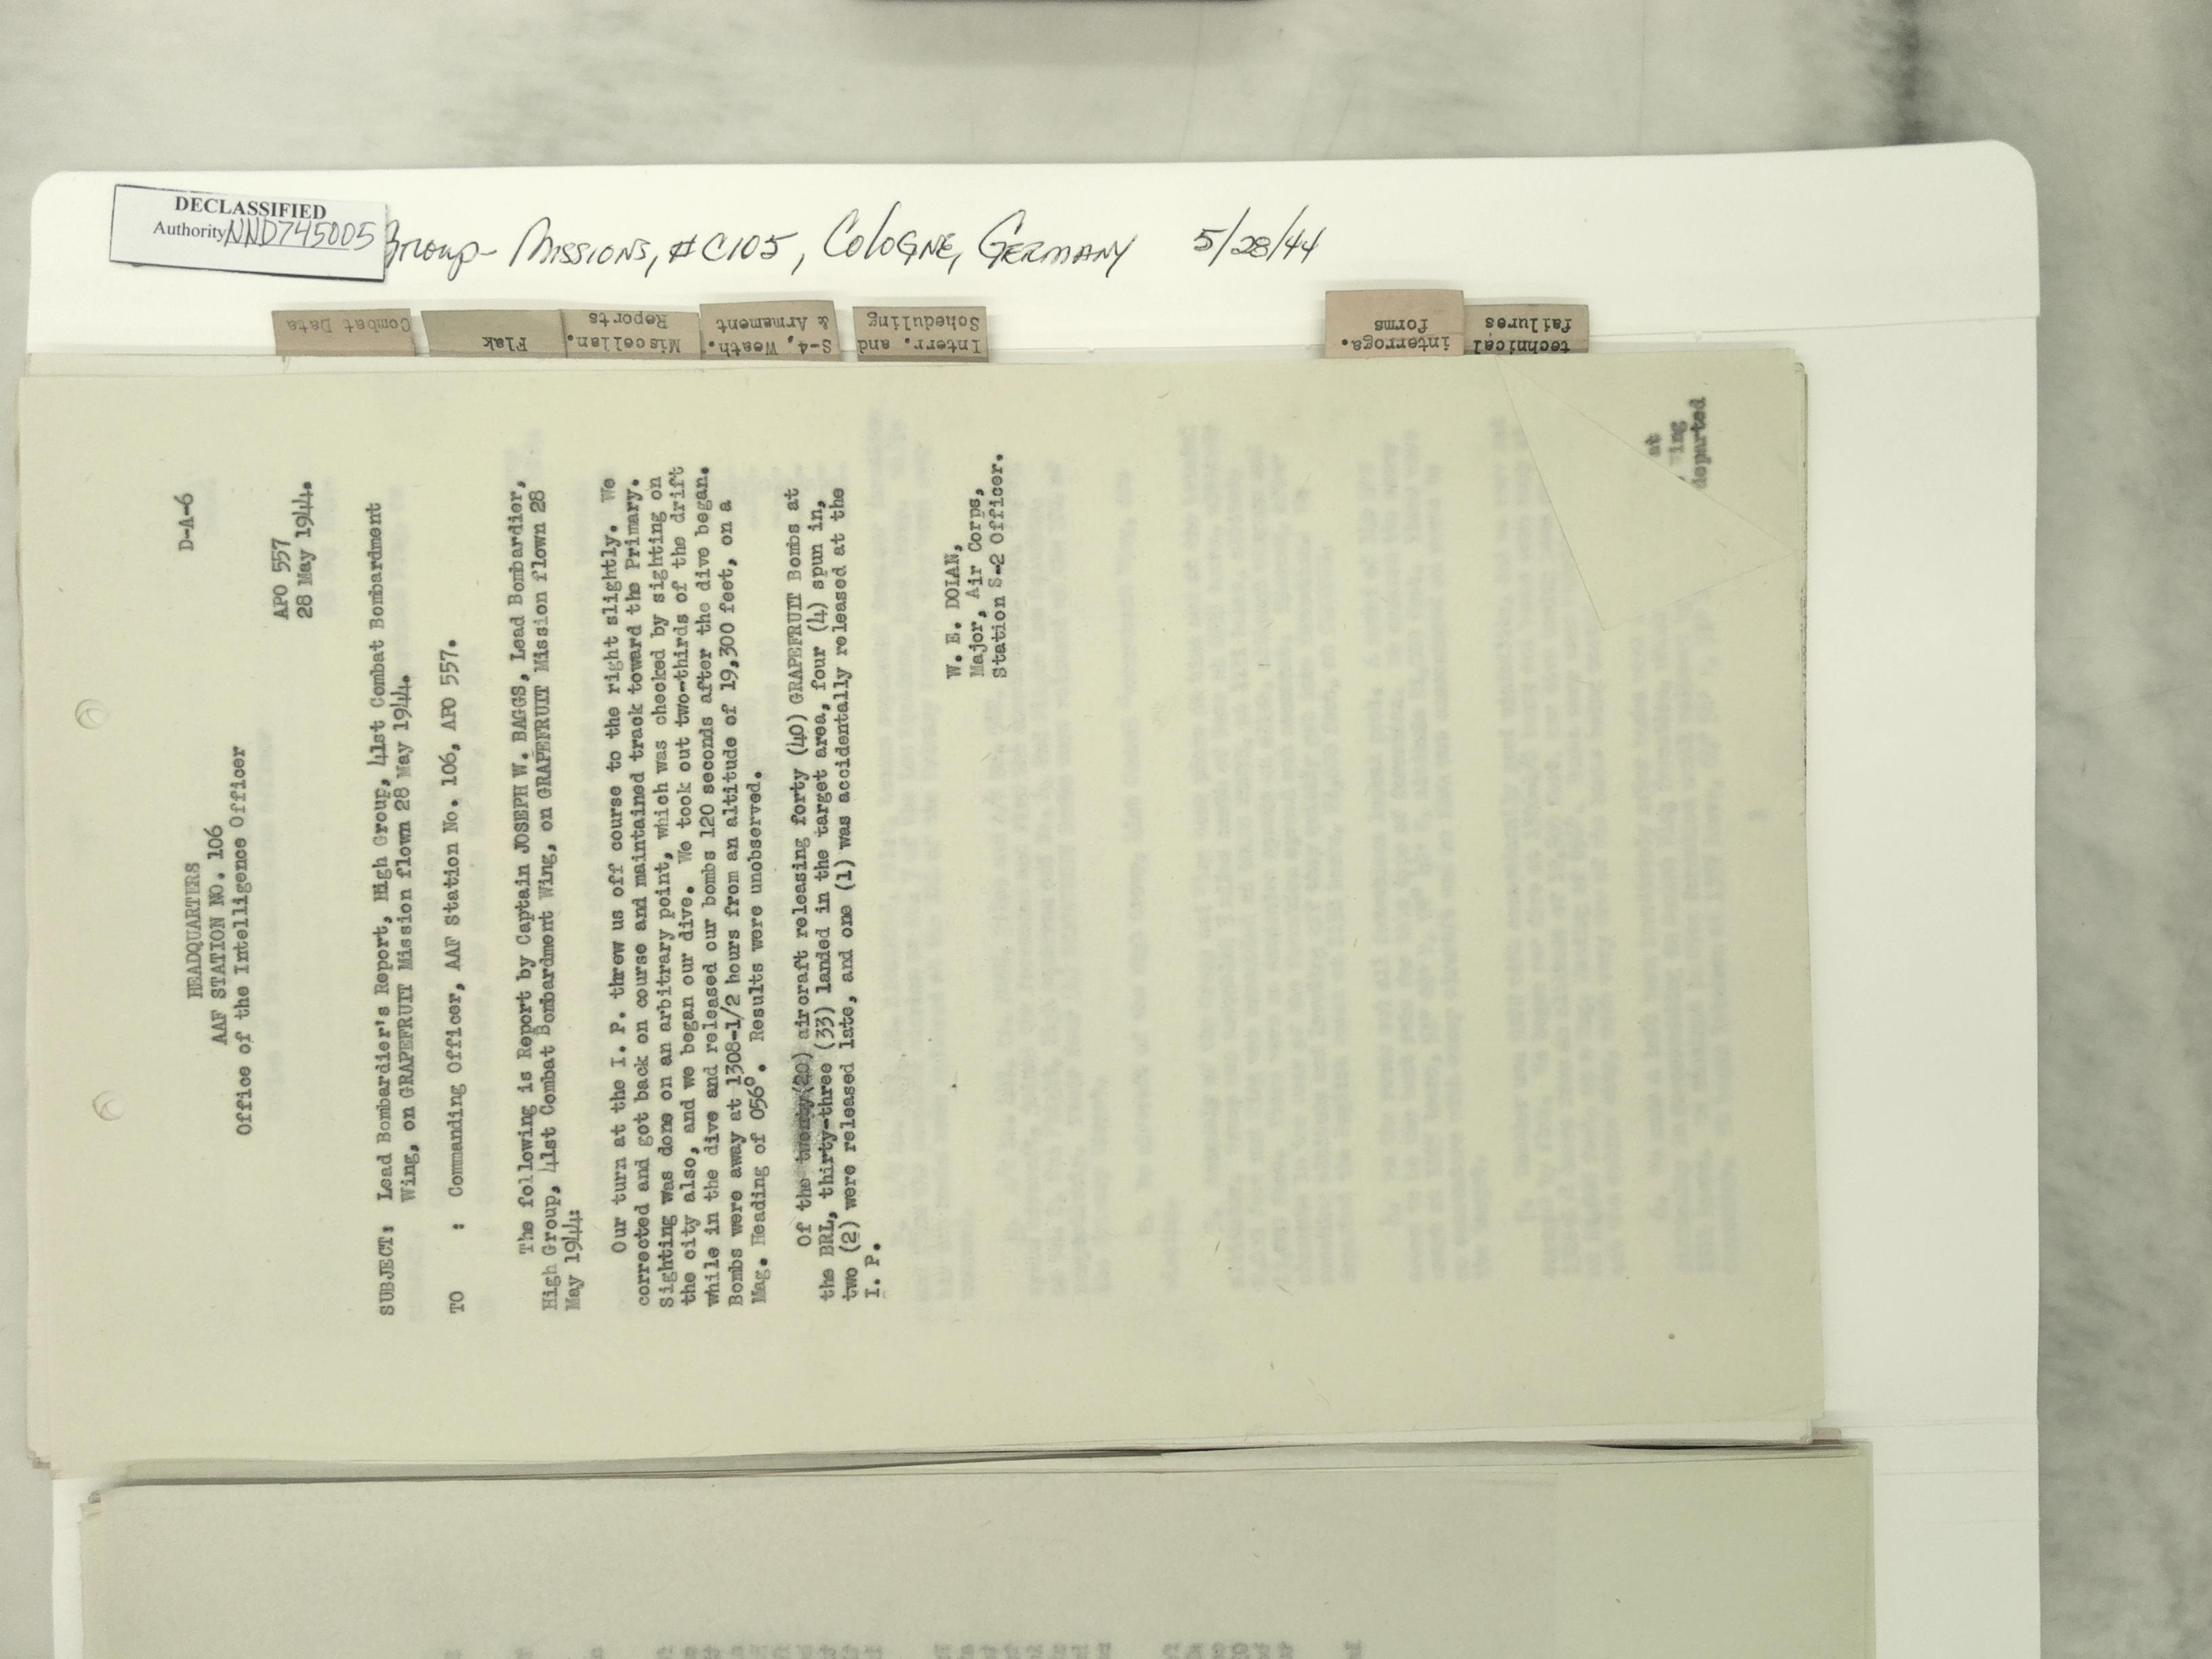 DECLASSIFIED
Authority NND745005
Group- Missions, #C105, Cologne, Germany 5/28/44
Combat Data
Flak
Miscellan.
Reports
S-4, Weath.
& Armament
Interr. and
Scheduling
interroga.
forms
technical
failures
D-A-6
HEADQUARTERS
AAF STATION NO. 106
Office of the Intelligence Officer
APO 557
28 May 1944.
SUBJECT: Lead Bombardier's Report, High Group, 41st Combat Bombardment
Wing, on GRAPEFRUIT Mission flown 28 May 1944.
TO : Commanding Officer, AAF Station No. 106, APO 557.
The following is Report by Captain JOSEPH W. BAGGS, Lead Bombardier,
High Group, 41st Combat Bombardment Wing, on GRAPEFRUIT Mission flown 28
May 1944:
Our turn at the I. P. threw us off course to the right slightly. We
corrected and got back on course and maintained track toward the Primary.
Sighting was done on an arbitrary point, which was checked by sighting on
the city also, and we began our dive. We took out two-thirds of the drift
while in the dive and released our bombs 120 seconds after the dive began.
Bombs were away at 1308-1/2 hours from an altitude of 19,300 feet, on a
Mag. Heading of 056°. Results were unobserved.
Of the twenty (20) aircraft releasing forty (40) GRAPEFRUIT Bombs at
the BRL, thirty-three (33) landed in the target area, four (4) spun in,
two (2) were released late, and one (1) was accidentally released at the
I. P.
W. E. DOLAN,
Major, Air Corps,
Station S-2 Officer.
at
ing
departed